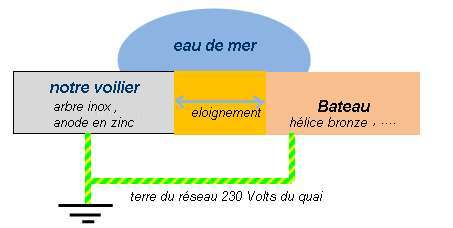 eau de mer
notre voilier
arbre inox ,
anode en zinc
eloignement
Bateau
hélice bronze , ....
terre du réseau 230 Volts du quai